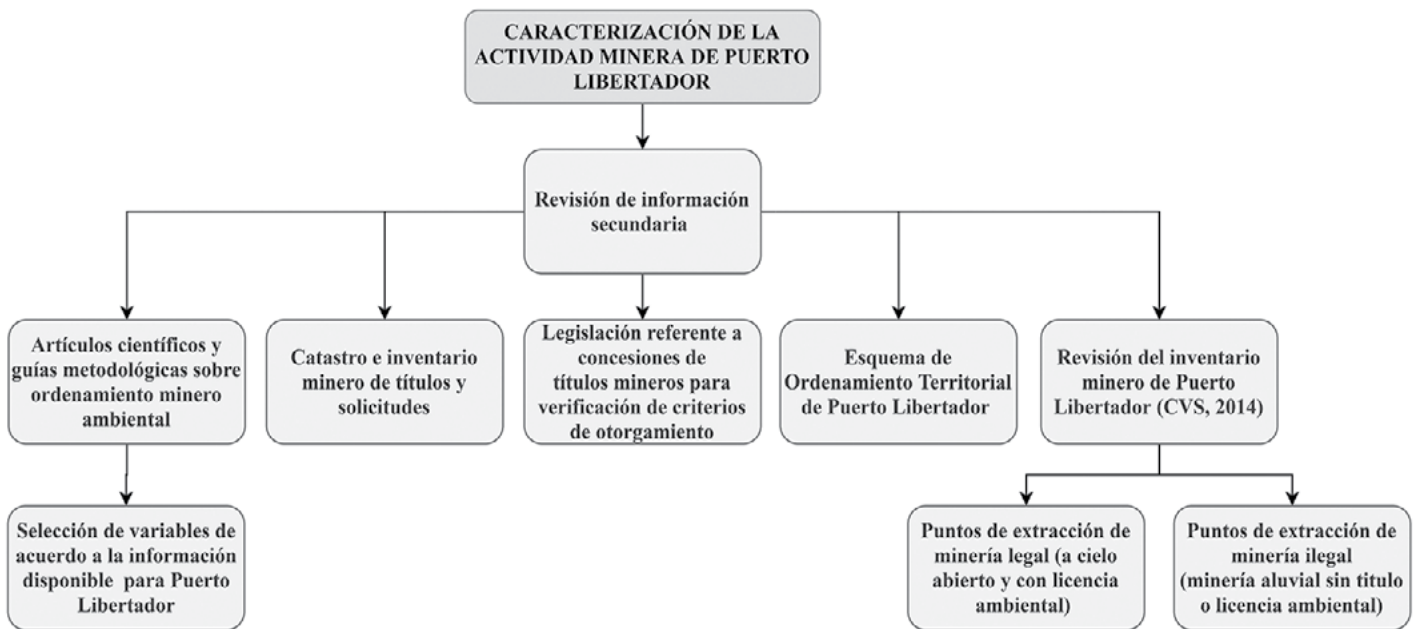 CARACTERIZACIÓN DE LA
ACTIVIDAD MINERA DE PUERTO
LIBERTADOR
Revisión de información
secundaria
Artículos científicos y
guías metodológicas sobre
ordenamiento minero
ambiental
Catastro e inventario
minero de títulos y
solicitudes
Legislación referente a
concesiones de
títulos mineros para
verificación de criterios
de otorgamiento
Esquema de
Ordenamiento Territorial
de Puerto Libertador
Revisión del inventario
minero de Puerto
Libertador (CVS, 2014)
Selección de variables de
acuerdo a la información
disponible para Puerto
Libertador
Puntos de extracción de
minería legal (a cielo
abierto y con licencia
ambiental)
Puntos de extracción de
minería ilegal
(minería aluvial sin titulo
o licencia ambiental)